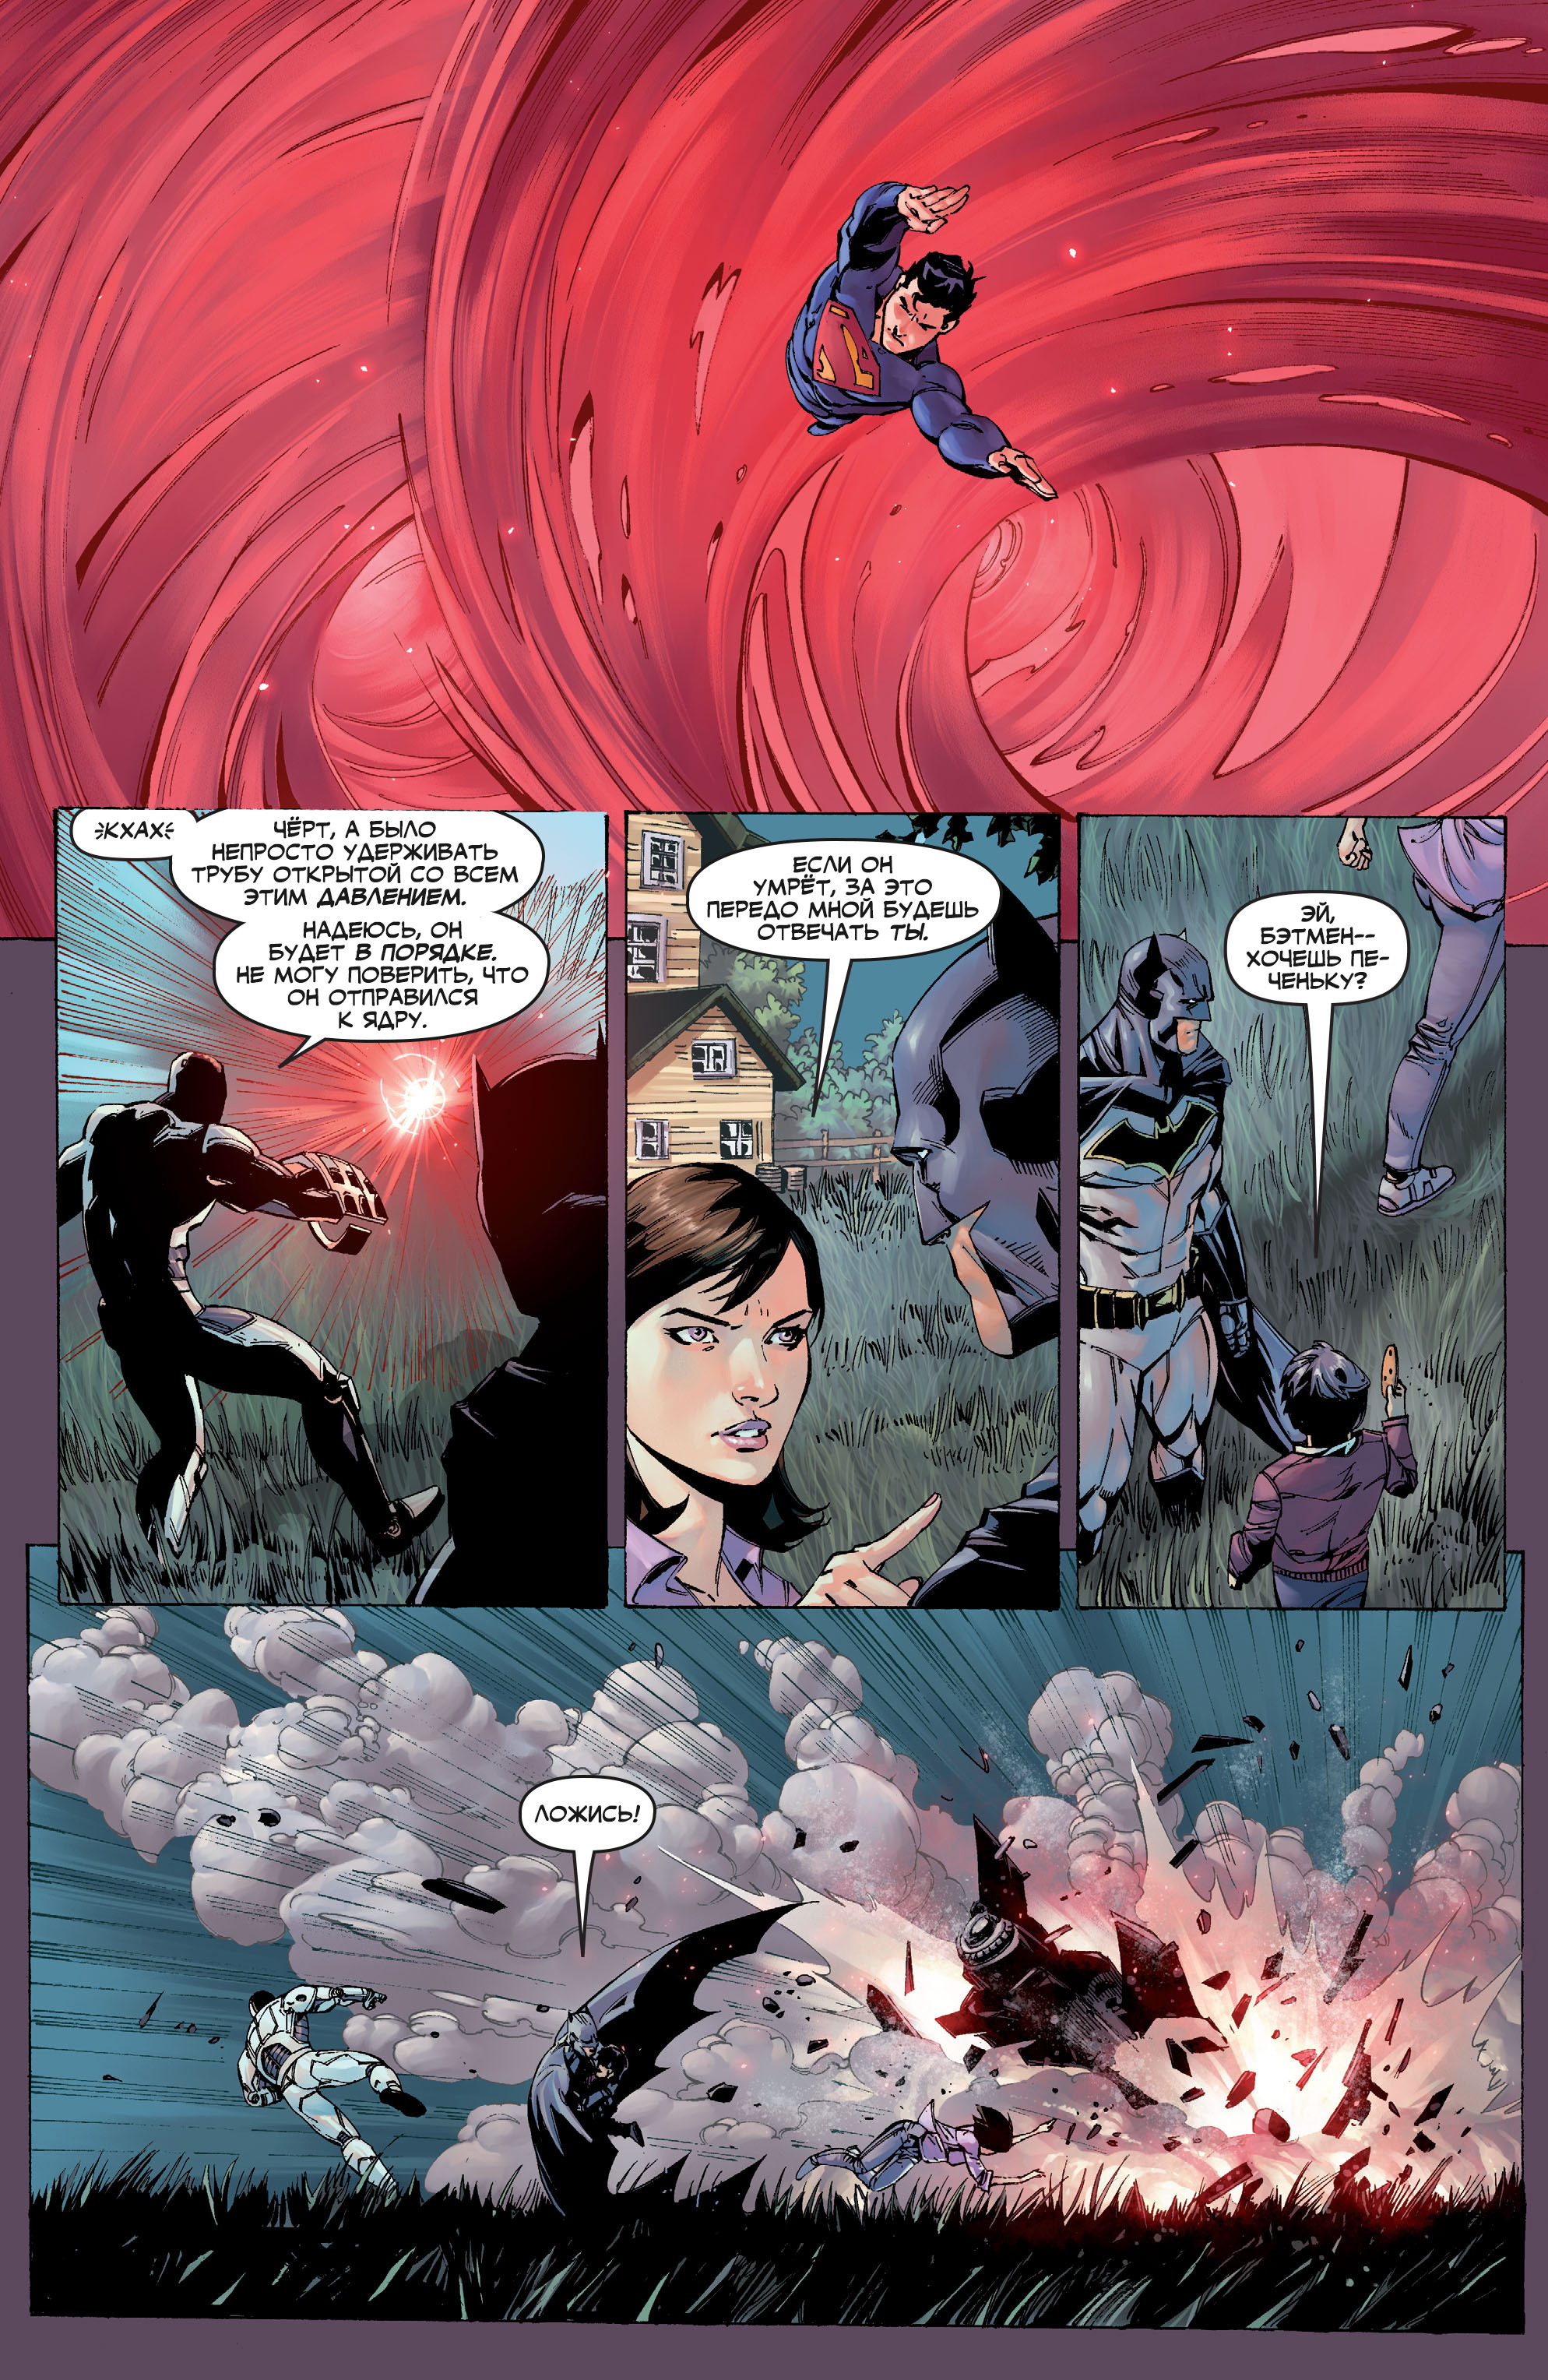 КХАХ
ЧЁРТ, А БЫЛО
НЕПРОСТО УДЕРЖИВАТЬ
ТРУБУ ОТКРЫТОЙ СО ВСЕМ
ЭТИМ ДАВЛЕНИЕМ.
НАДЕЮСЬ, ОН
БУДЕТ В ПОРЯДКЕ.
НЕ МОГУ ПОВЕРИТЬ, ЧТО
ОН ОТПРАВИЛСЯ
К ЯДРУ.
ЕСЛИ ОН
УМРЁТ, ЗА ЭТО
ПЕРЕДО МНОЙ БУДЕШЬ
ОТВЕЧАТЬ ТЫ.
ЭЙ,
БЭТМЕН--
ХОЧЕШЬ ПЕ-
ЧЕНЬКУ?
ЛОЖИСЬ!